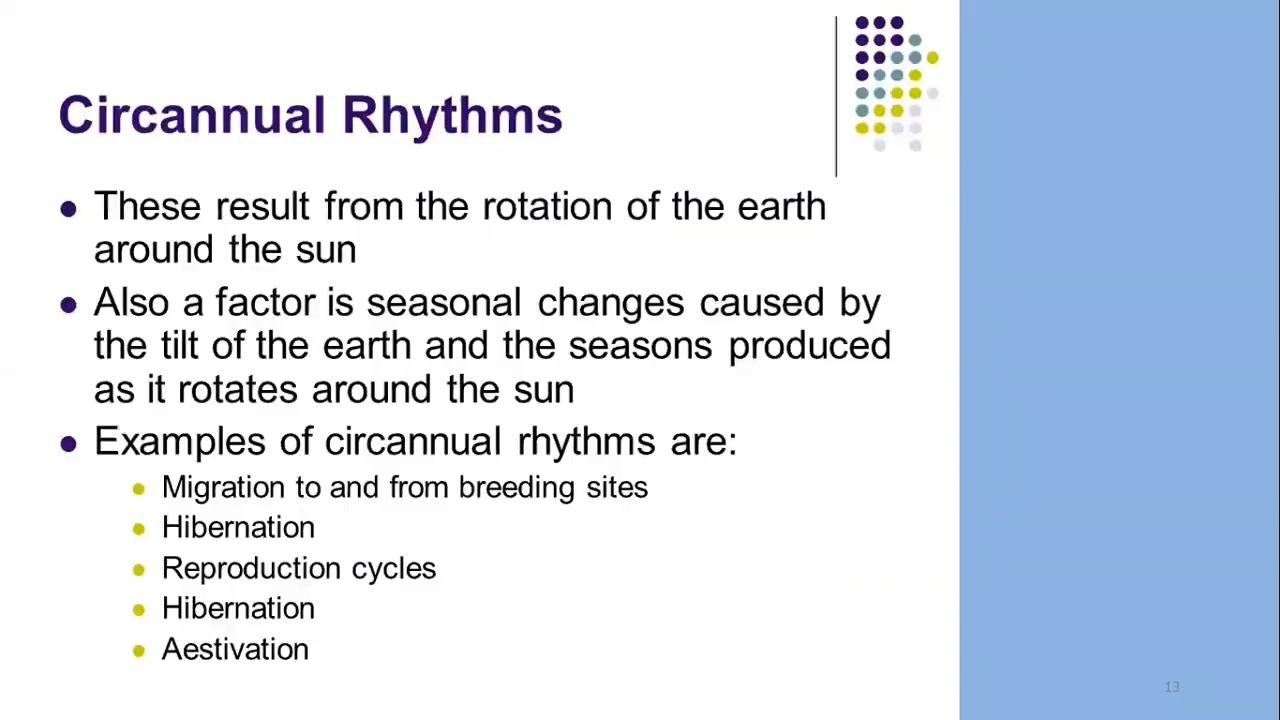 Circannual Rhythms
These result from the rotation of the earth
around the sun
Also a factor is seasonal changes caused by
the tilt of the earth and the seasons produced
as it rotates around the sun
Examples of circannual rhythms are:
Migration to and from breeding sites
Hibernation
Reproduction cycles
Hibernation
Aestivation
13